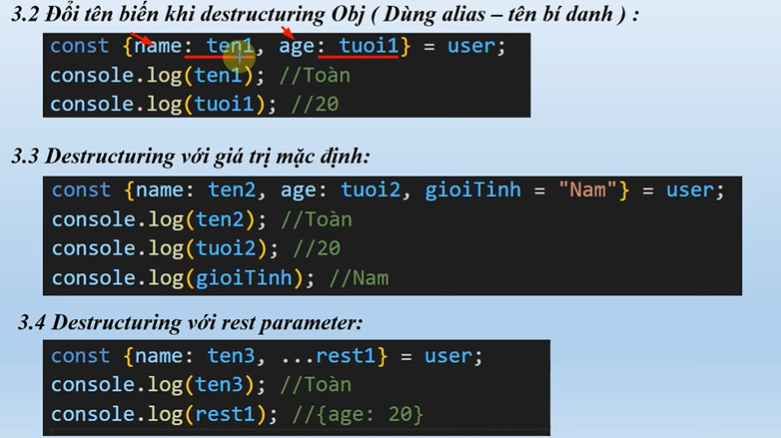 3.2 Đổi tên biến khi destructuring Obj ( Dùng alias – tên bí danh ) :
const {name: ten1, age: tuoi1} = user;
console.log(ten1); //Toàn
console.log(tuoi1); //20
3.3 Destructuring với giá trị mặc định:
const {name: ten2, age: tuoi2, gioiTinh = "Nam"} = user;
console.log(ten2); //Toàn
console.log(tuoi2); //20
console.log(gioiTinh); //Nam
3.4 Destructuring với rest parameter:
const {name: ten3, ...rest1} = user;
console.log(ten3); //Toàn
console.log(rest1); //{age: 20}